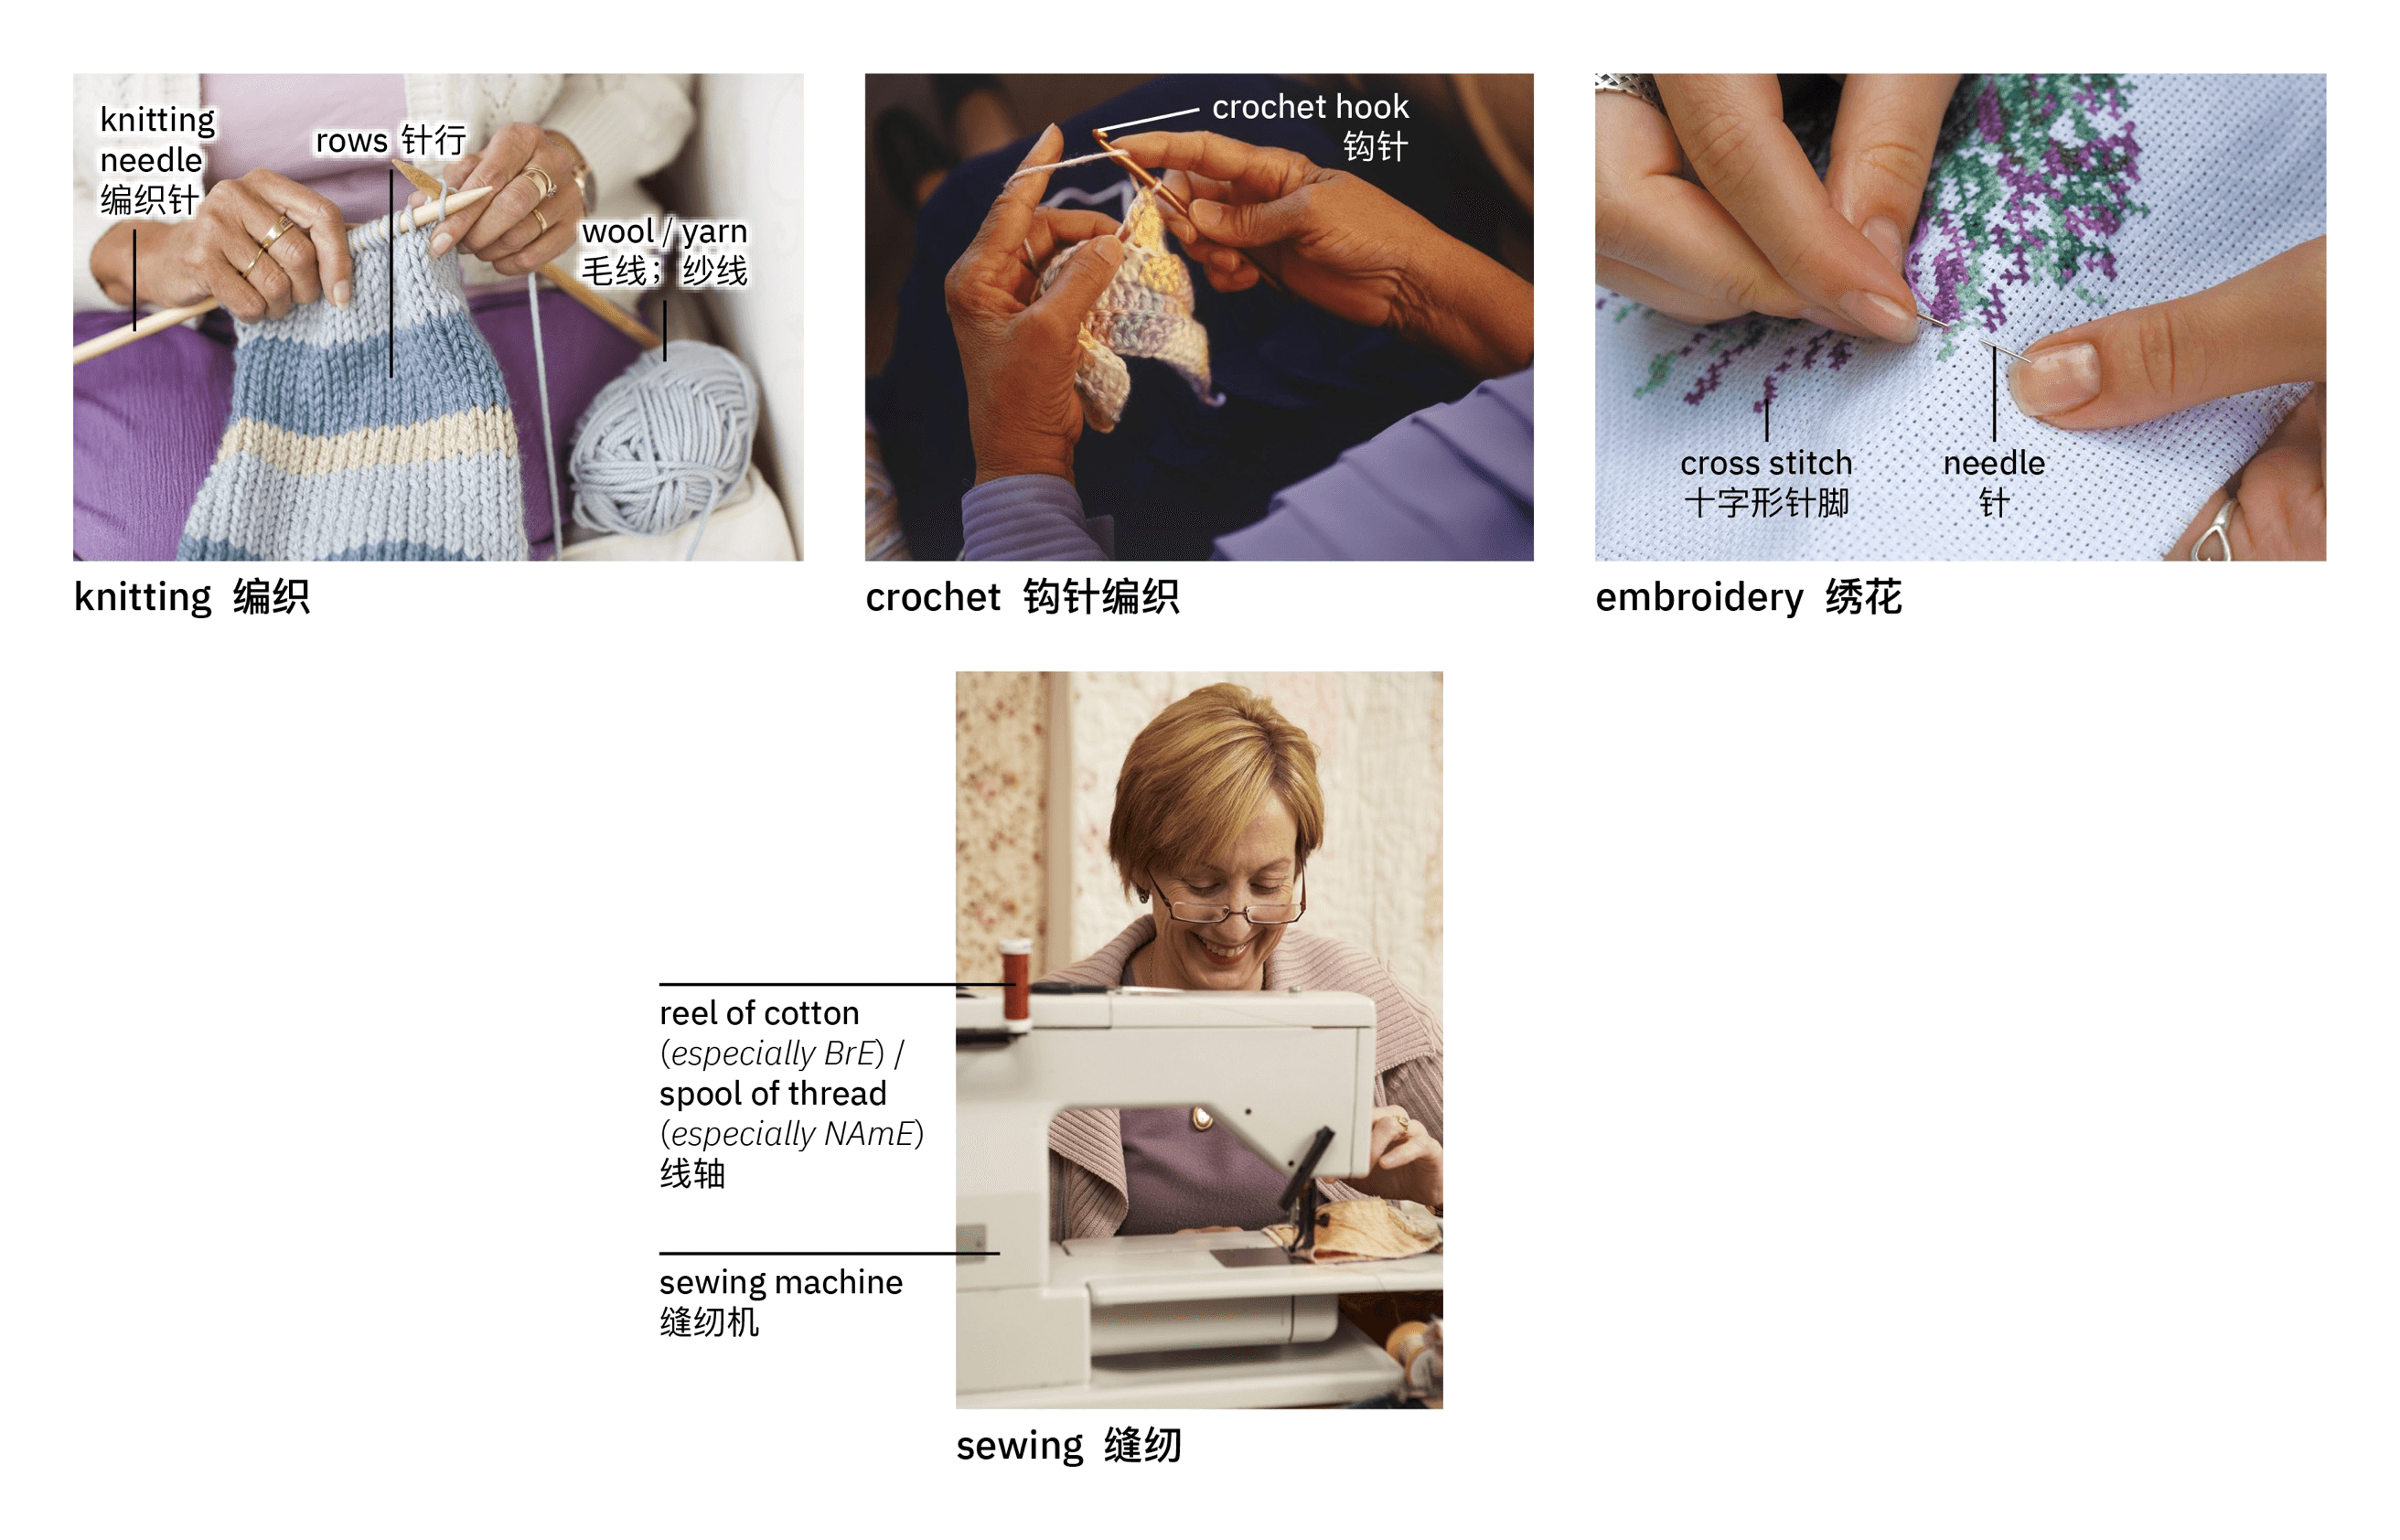 knitting
needle
编织针
rows 针行
wool / yarn
毛线；纱线
knitting 编织
crochet hook
钩针
crochet 钩针编织
cross stitch
十字形针脚
needle
针
embroidery 绣花
reel of cotton
(especially BrE) /
spool of thread
(especially NAmE)
线轴
sewing machine
缝纫机
sewing 缝纫